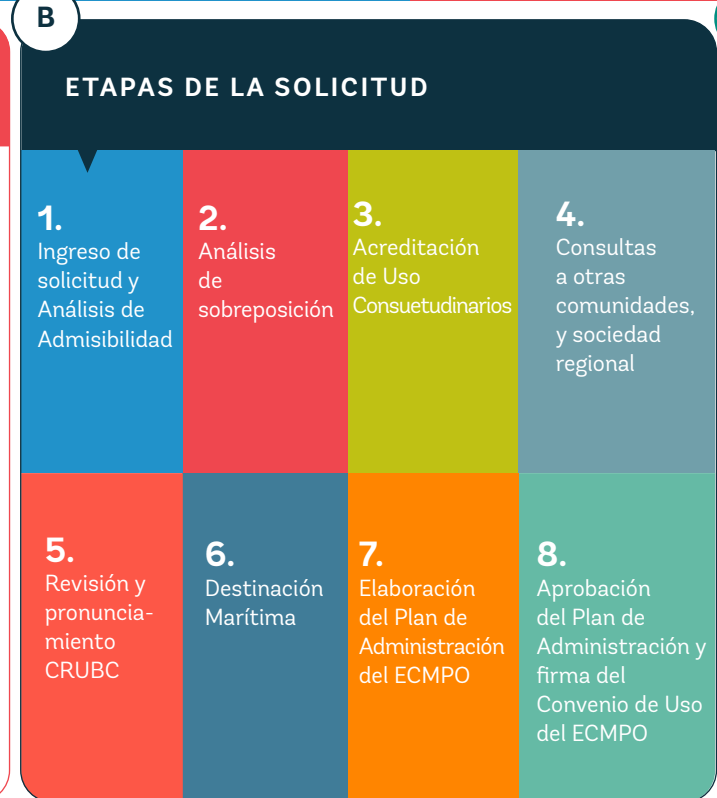 B
ETAPAS DE LA SOLICITUD
1.
Ingreso de
solicitud y
Análisis de
Admisibilidad
2.
Análisis
de
sobreposición
3.
Acreditación
de Uso
Consuetudinarios
4.
Consultas
a otras
comunidades,
y sociedad
regional
5.
Revisión y
pronuncia-
miento
CRUBC
6.
Destinación
Marítima
7.
Elaboración
del Plan de
Administración
del ECMPO
8.
Aprobación
del Plan de
Administración y
firma del
Convenio de Uso
del ECMPO